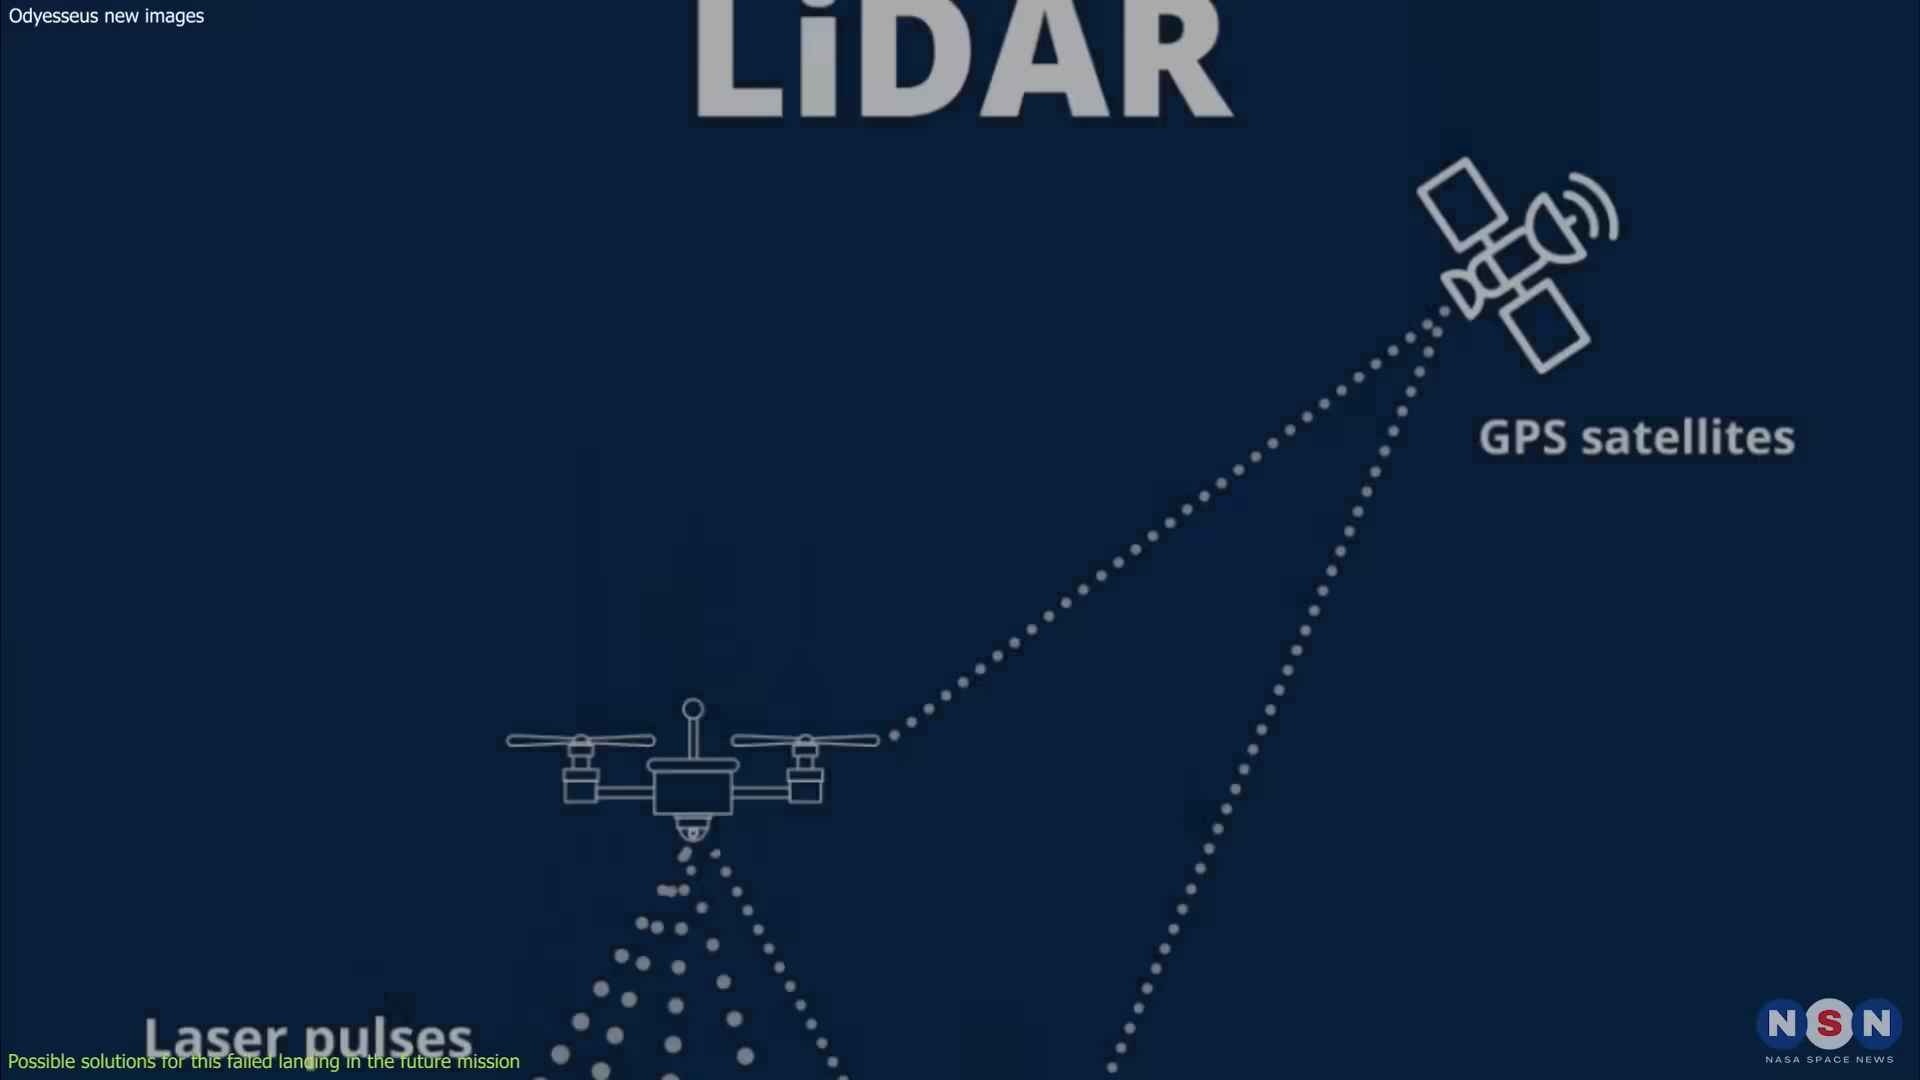 Odyesseus new images
LiDAR
GPS satellites
Laser pulses
Possible solutions for this failed landing in the future mission
NSN
NASA SPACE NEWS